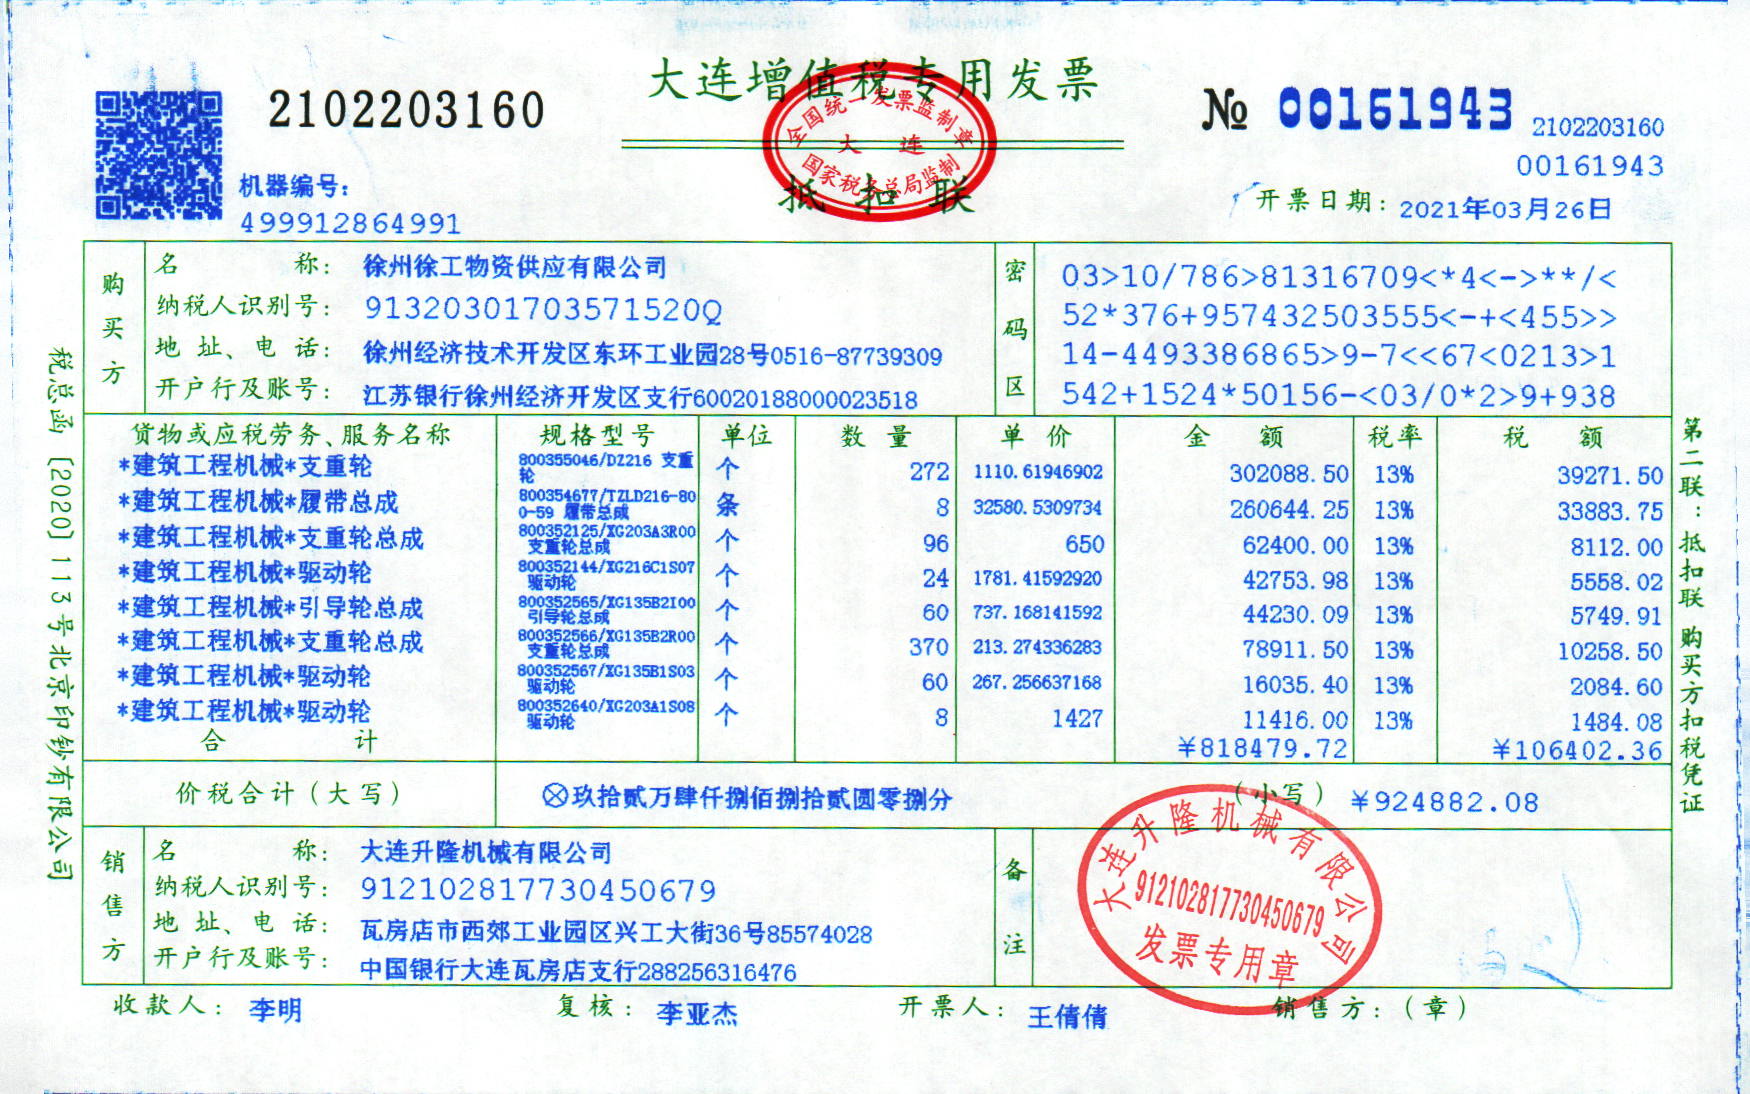 大连增值税专用发票
2102203160
№ 00161943
2102203160
00161943
全国统一发票监制章
大 连
国家税务总局监制
抵扣联
机器编号:
499912864991
开票日期: 2021年03月26日
购买方
名 称: 徐州徐工物资供应有限公司
纳税人识别号: 91320301703571520Q
地 址、电 话: 徐州经济技术开发区东环工业园28号0516-87739309
开户行及账号: 江苏银行徐州经济开发区支行60020188000023518
密码区
03>10/786>81316709<*4<->**/<
52*376+957432503555<-+<455>>
14-4493386865>9-7<<67<0213>1
542+1524*50156-<03/0*2>9+938
货物或应税劳务、服务名称 规格型号 单位 数 量 单 价 金 额 税率 税 额
*建筑工程机械*支重轮 800355046/DZ216 支重轮 个 272 1110.61946902 302088.50 13% 39271.50
*建筑工程机械*履带总成 800354677/TZLD216-800-59 履带总成 条 8 32580.5309734 260644.25 13% 33883.75
*建筑工程机械*支重轮总成 800352125/XG203A3R00 支重轮总成 个 96 650 62400.00 13% 8112.00
*建筑工程机械*驱动轮 800352144/XG216C1S07 驱动轮 个 24 1781.41592920 42753.98 13% 5558.02
*建筑工程机械*引导轮总成 800352565/XG135B2I00 引导轮总成 个 60 737.168141592 44230.09 13% 5749.91
*建筑工程机械*支重轮总成 800352566/XG135B2R00 支重轮总成 个 370 213.274336283 78911.50 13% 10258.50
*建筑工程机械*驱动轮 800352567/XG135B1S03 驱动轮 个 60 267.256637168 16035.40 13% 2084.60
*建筑工程机械*驱动轮 800352640/XG203A1S08 驱动轮 个 8 1427 11416.00 13% 1484.08
合 计 ¥818479.72 ¥106402.36
价税合计(大写) ⊗玖拾贰万肆仟捌佰捌拾贰圆零捌分 (小写) ¥924882.08
销售方
名 称: 大连升隆机械有限公司
纳税人识别号: 912102817730450679
地 址、电 话: 瓦房店市西郊工业园区兴工大街36号85574028
开户行及账号: 中国银行大连瓦房店支行288256316476
备注
大连升隆机械有限公司
912102817730450679
发票专用章
收款人: 李明 复核: 李亚杰 开票人: 王倩倩 销售方:(章)
税总函[2020]113号北京印钞有限公司
第二联:抵扣联 购买方扣税凭证